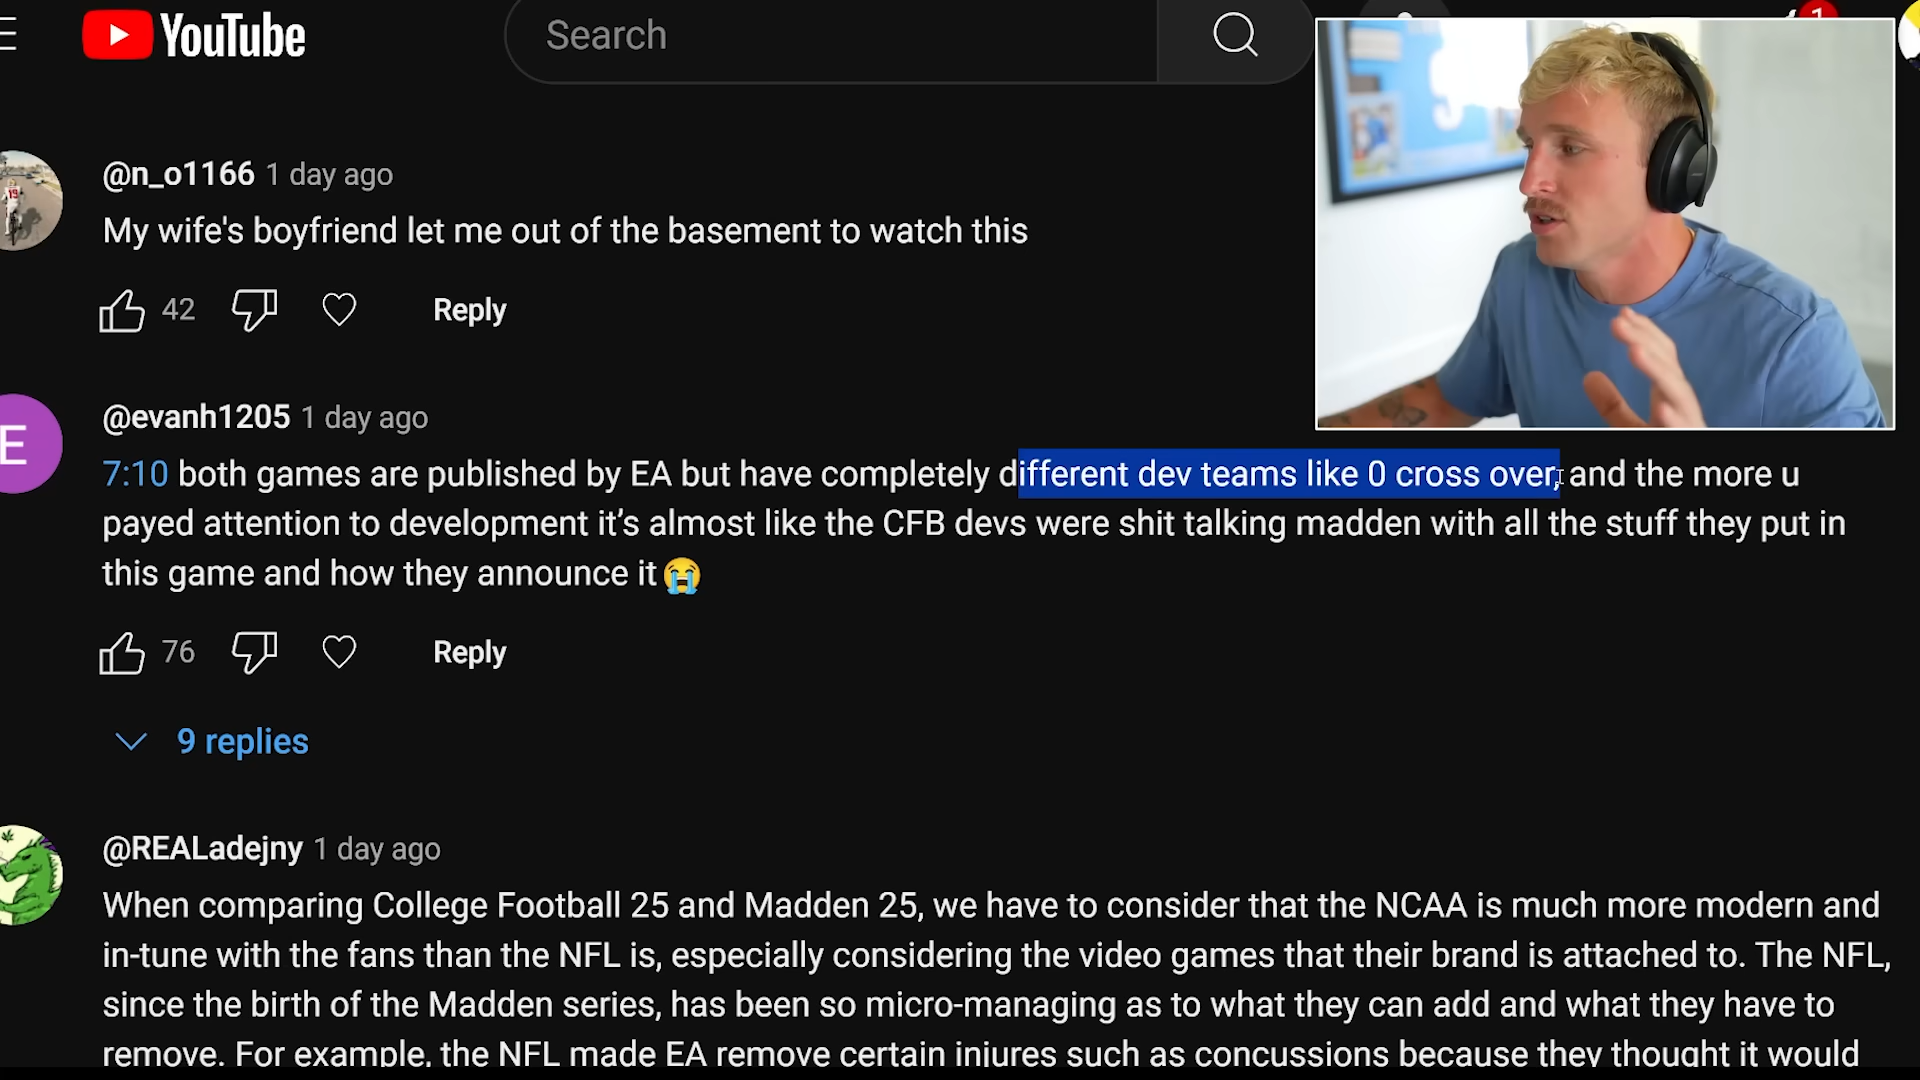 YouTube
Search
1
@n_o1166 1 day ago
My wife's boyfriend let me out of the basement to watch this
42
Reply
E
@evanh1205 1 day ago
7:10 both games are published by EA but have completely different dev teams like 0 cross over, and the more u
payed attention to development it’s almost like the CFB devs were shit talking madden with all the stuff they put in
this game and how they announce it😭
76
Reply
9 replies
@REALadejny 1 day ago
When comparing College Football 25 and Madden 25, we have to consider that the NCAA is much more modern and
in-tune with the fans than the NFL is, especially considering the video games that their brand is attached to. The NFL,
since the birth of the Madden series, has been so micro-managing as to what they can add and what they have to
remove. For example, the NFL made EA remove certain injures such as concussions because they thought it would